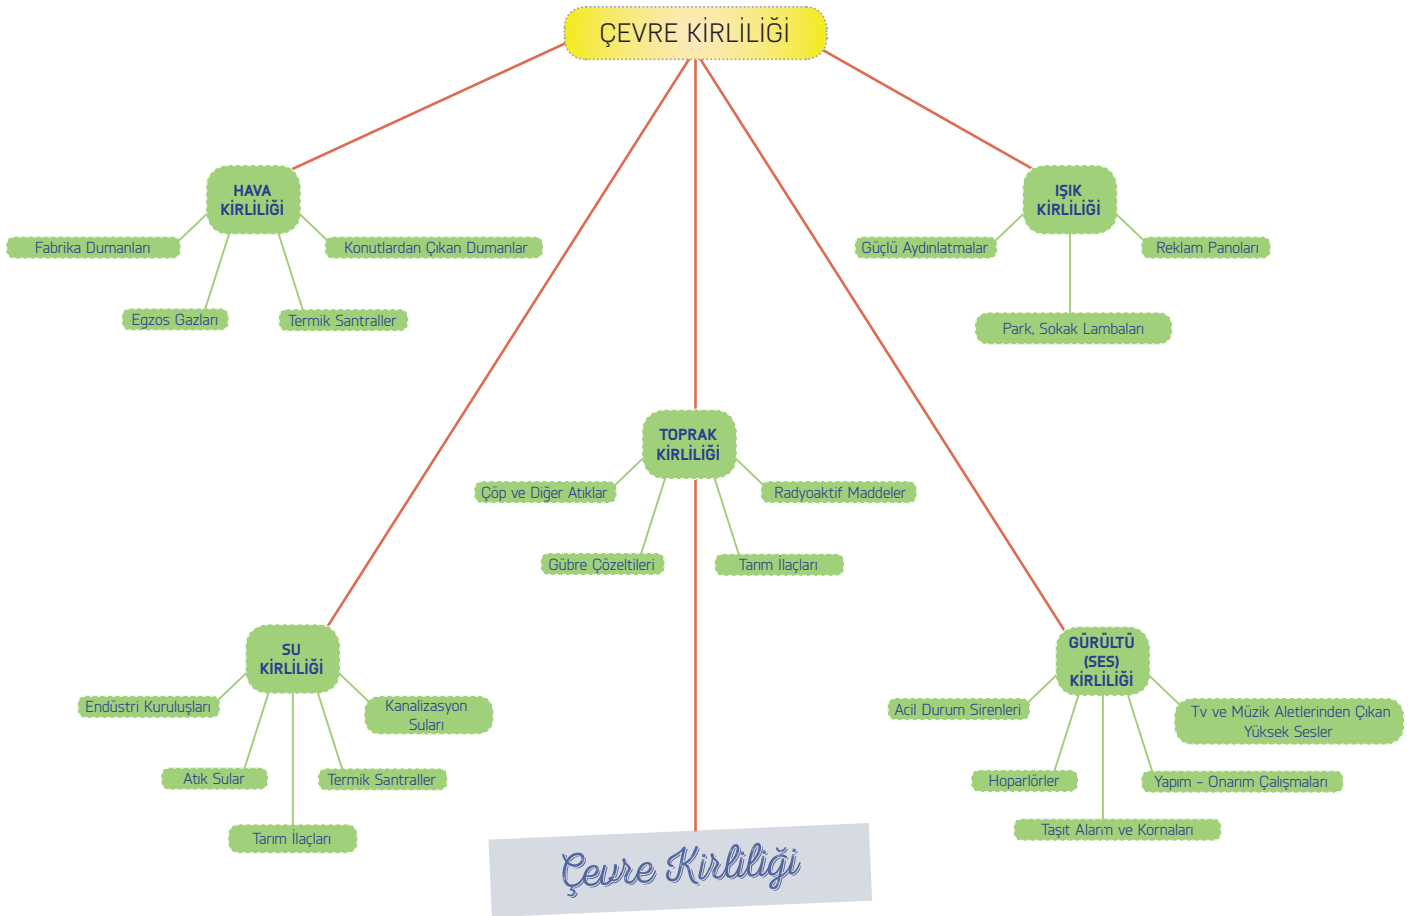 ÇEVRE KİRLİLİĞİ
HAVA
KİRLİLİĞİ
Fabrika Dumanları
Konutlardan Çıkan Dumanlar
Egzos Gazları
Termik Santraller
IŞIK
KİRLİLİĞİ
Güçlü Aydınlatmalar
Reklam Panoları
Park, Sokak Lambaları
TOPRAK
KİRLİLİĞİ
Çöp ve Diğer Atıklar
Radyoaktif Maddeler
Gübre Çözeltileri
Tarım İlaçları
SU
KİRLİLİĞİ
Endüstri Kuruluşları
Kanalizasyon
Suları
Atık Sular
Termik Santraller
Tarım İlaçları
GÜRÜLTÜ
(SES)
KİRLİLİĞİ
Acil Durum Sirenleri
Tv ve Müzik Aletlerinden Çıkan
Yüksek Sesler
Hoparlörler
Yapım - Onarım Çalışmaları
Taşıt Alarm ve Kornaları
Çevre Kirliliği